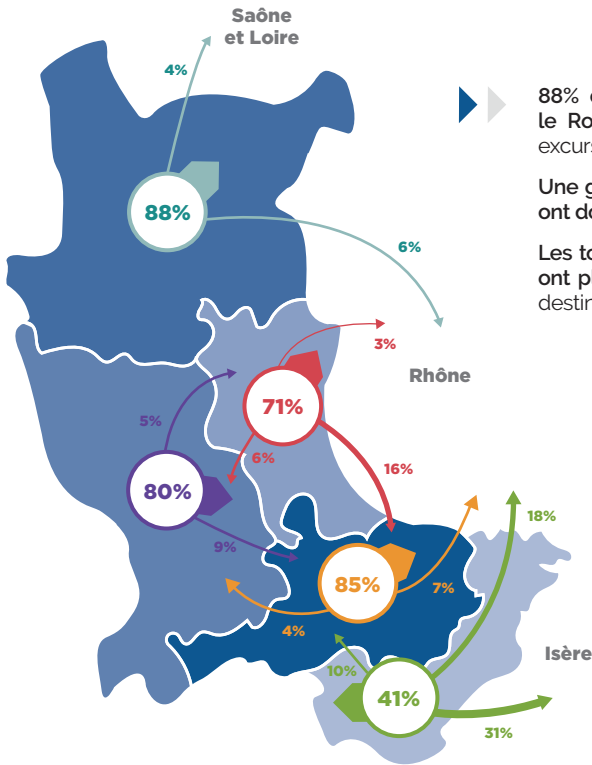 Saône
et Loire
4%
88%
6%
3%
Rhône
71%
5%
6%
16%
80%
18%
9%
85%
7%
4%
Isère
10%
41%
31%
88%
le Ro
excurs
Une g
ont do
Les to
ont pl
destin